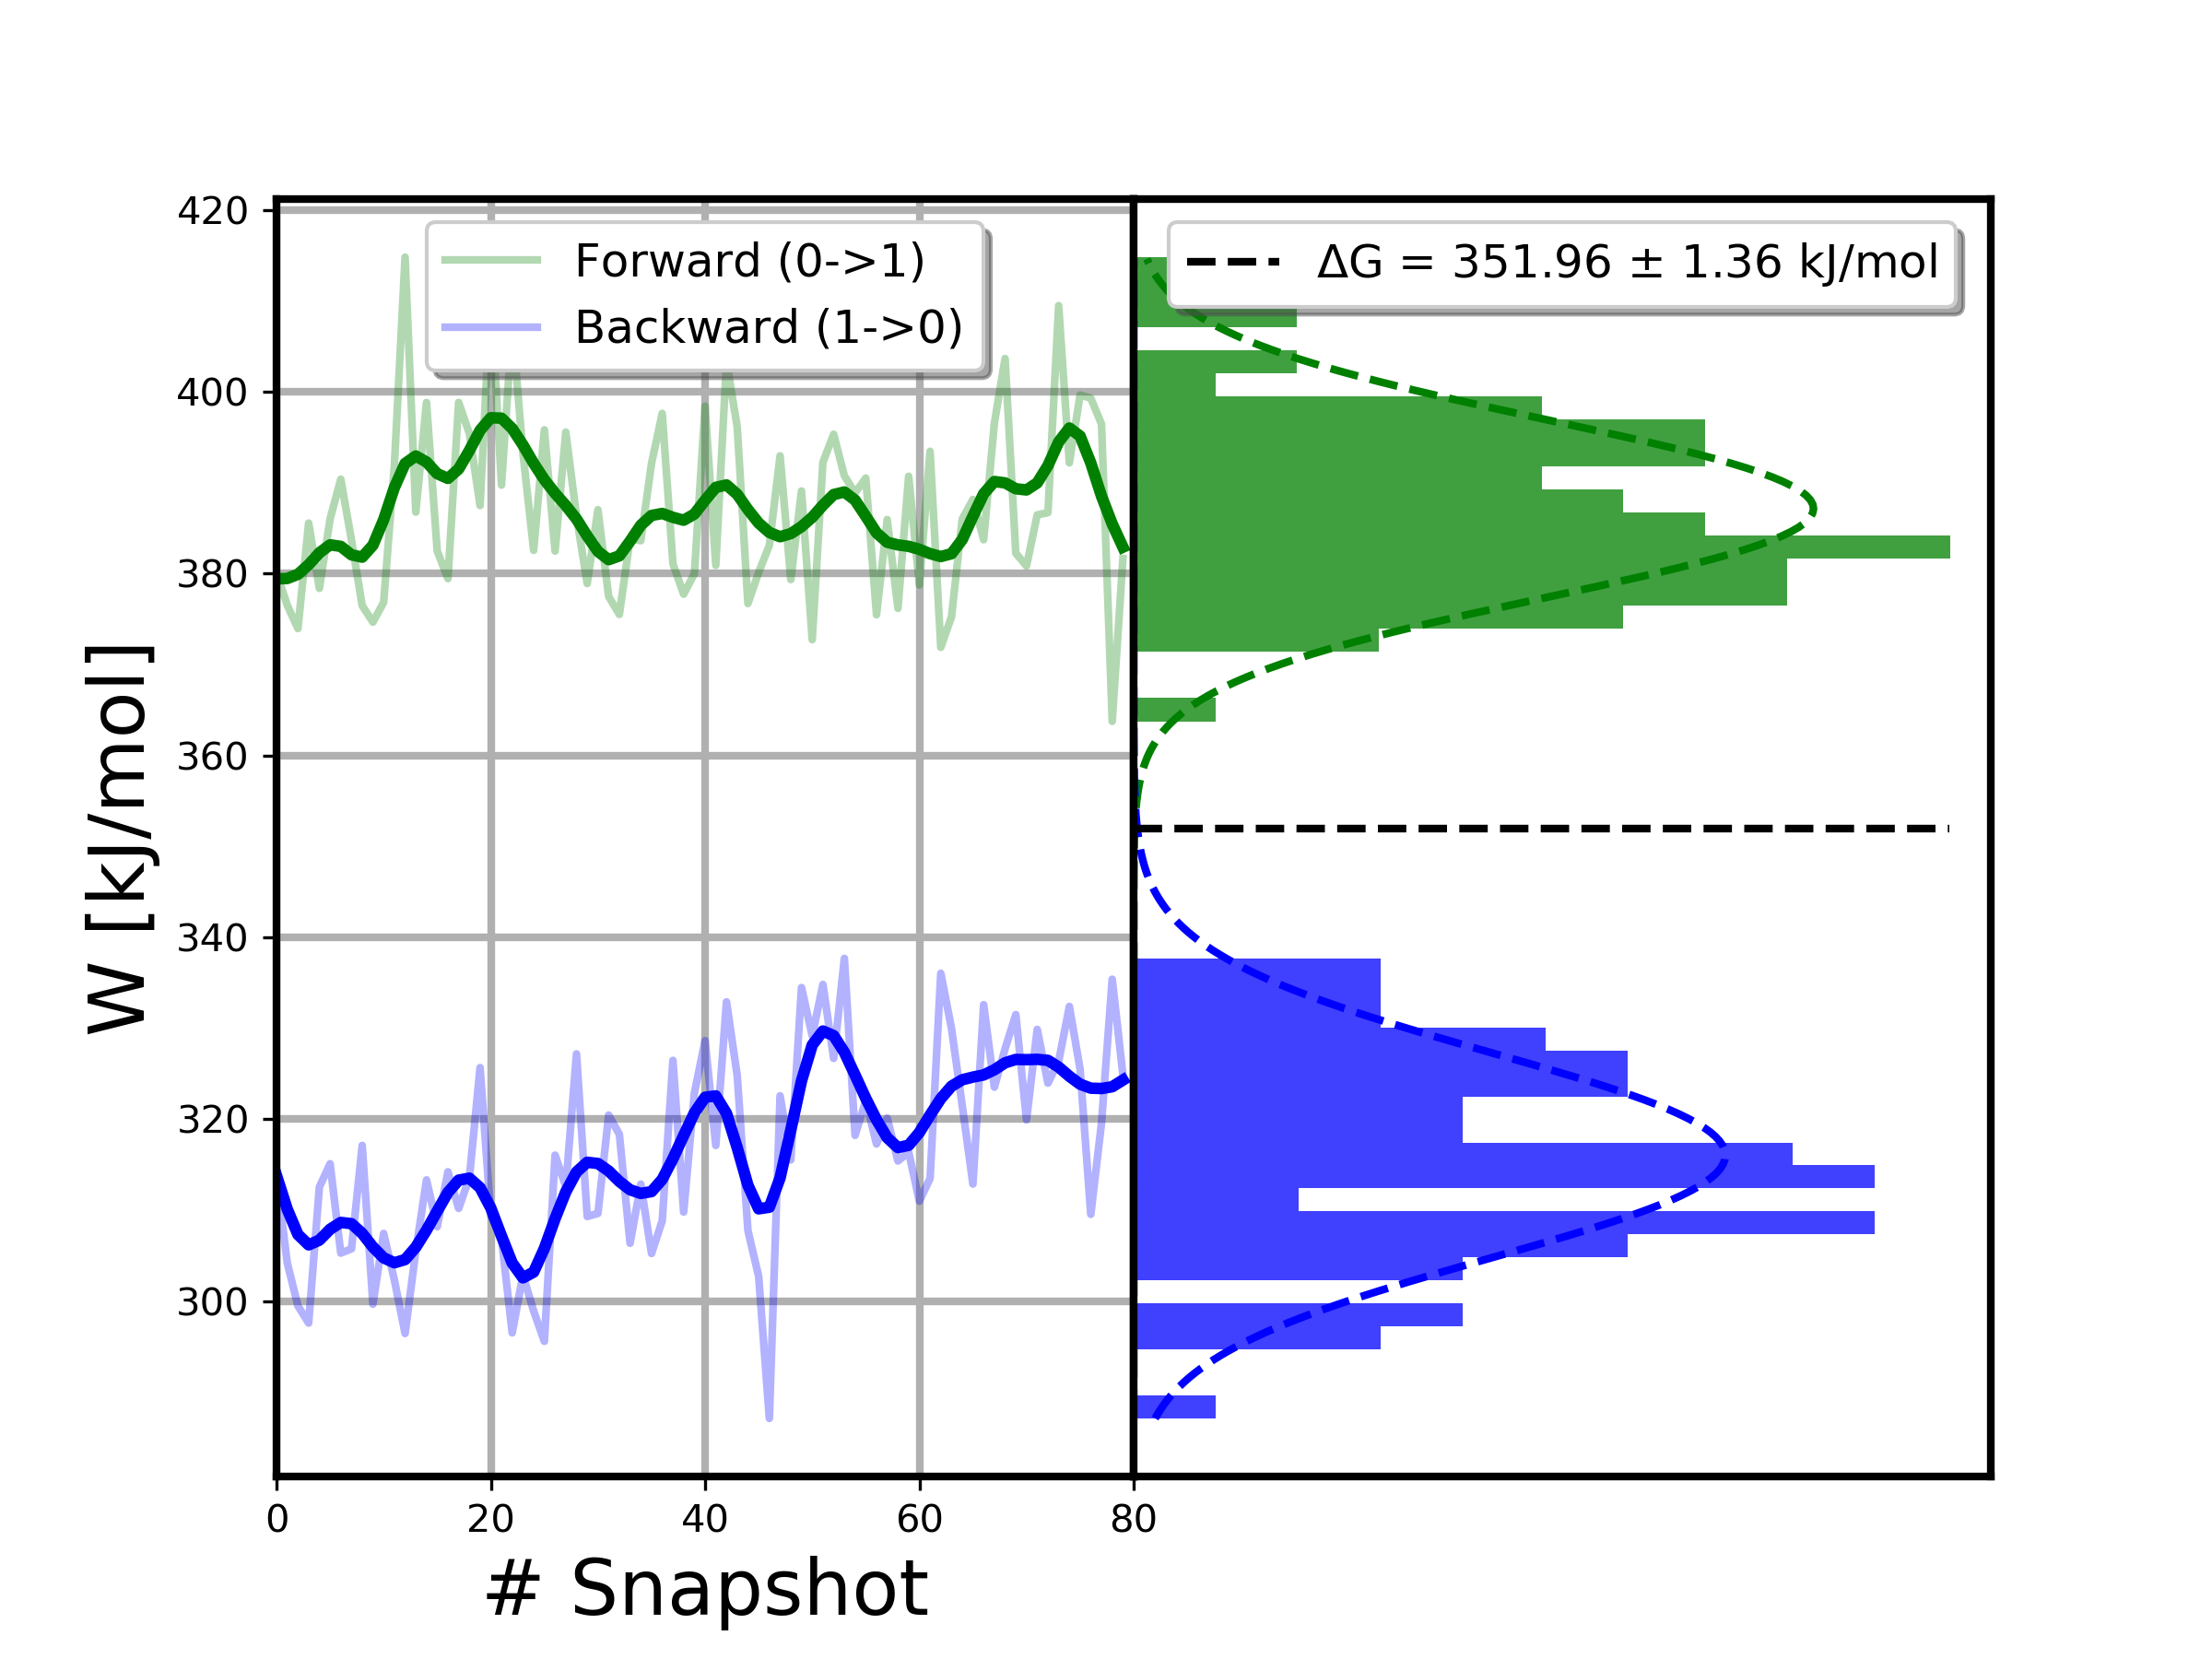 420
400
380
360
340
320
300
W [kJ/mol]
Forward (0->1)
Backward (1->0)
ΔG = 351.96 ± 1.36 kJ/mol
0 20 40 60 80
# Snapshot